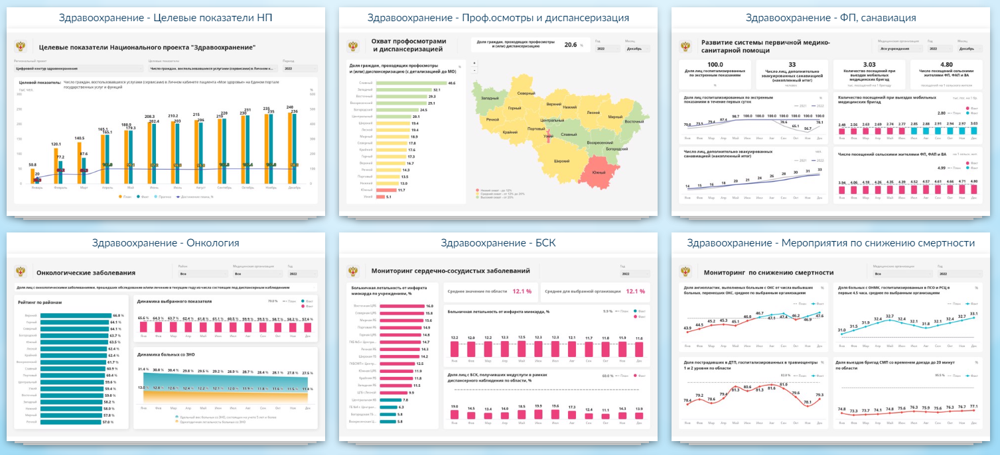 Здравоохранение - Целевые показатели НП
Целевые показатели Национального проекта "Здравоохранение"
Региональный проект
Целевые показатели
Период
Цифровой контур здравоохранения
Число граждан, воспользовавшихся услугами (сервисами) в Личном к...
2022
Целевой показатель: Число граждан, воспользовавшихся услугами (сервисами) в Личном кабинете пациента «Мое здоровье» на Едином портале
государственных услуг и функций
тыс. чел.
%
300
250
200
150
100
50
0
50.8 120.1 140.5 165.1 180.9 208.3 210.2 215 219 230 235 240
20 77.2 87.6 165.1 179.3 202.4 203 206 220 231 235 236
Январь Февраль Март Апрель Май Июнь Июль Август Сентябрь Октябрь Ноябрь Декабрь
План Факт Прогноз Достижение плана, %
Здравоохранение - Проф.осмотры и диспансеризация
Охват профосмотрами
и диспансеризацией
Доля граждан, проходящих профосмотры
и (или) диспансеризацию
20.6 %
Год
2022
Месяц
Декабрь
Доля граждан, проходящих профосмотры
и (или) диспансеризацию (с детализацией до МО)
%
Славный 40.6
Западный 32.1
Восточный 29.3
Воскресенский 29.1
Богородский 24.5
Центральный 20.1
Широкий 19.4
Лесной 19.4
Мирный 18.9
Северный 17.8
Крайний 17.6
Горный 17.3
Верхний 16.7
Речной 14.3
Портовый 13.5
Нижний 13.0
Южный 11.7
Узкий 5.1
+
-
Западный
Северный
Горный
Верхний
Нижний
Лесной
Мирный
Восточный
Речной
Центральный
Портовый
Крайний
Узкий
Славный
Воскресенский
Богородский
Широкий
Южный
Низкий охват - до 12%
Средний охват - от 12% до 20%
Высокий охват - от 20%
Здравоохранение - ФП, санавиация
Развитие системы первичной медико-
санитарной помощи
Медицинская организация
.Все учреждения
Год
2022
Месяц
Декабрь
100.0
Доля лиц госпитализированных
по экстренным показаниям
%
33
Число лиц, дополнительно
эвакуированных санавиацией
(накопленный итог)
человек
3.03
Количество посещений при
выездах мобильных
медицинских бригад
тыс. посещений на 1 бригаду
4.80
Число посещений сельскими
жителями ФП, ФАП и ВА
посещений на 1 сельского жителя
Доля лиц госпитализированных по экстренным
показаниям в течение первых суток
%
2021 2022
70.0 73.5 79.4 87.4 98.7 100.0 100.0 100.0 100.0 100.0 100.0 100.0
78.6 65.1 56.7 78.1
Янв Фев Мар Апр Май Июн Июл Авг Сен Окт Ноя Дек
Количество посещений при выездах мобильных
медицинских бригад
тыс. пос. на 1 бр.
Факт
2.80 План Факт
2.48 2.56 2.63 2.69 2.74 2.77 2.85 2.88 2.91 2.94 2.97 3.03
Янв Фев Мар Апр Май Июн Июл Авг Сен Окт Ноя Дек
Число лиц, дополнительно эвакуированных
санавиацией (накопленный итог)
чел.
2021 2022
14 15 16 18 20 21 24 26 28 30 31 33
Янв Фев Мар Апр Май Июн Июл Авг Сен Окт Ноя Дек
Число посещений сельскими жителями ФП, ФАП и ВА
на 1 сельск. жит.
Факт
4.99 План Факт
3.94 4.06 4.18 4.26 4.35 4.39 4.52 4.57 4.61 4.66 4.71 4.80
Янв Фев Мар Апр Май Июн Июл Авг Сен Окт Ноя Дек
Здравоохранение - Онкология
Онкологические заболевания
Район
Все
Медицинская организация
Все
Год
2022
Доля лиц с онкологическими заболеваниями, прошедших обследование и/или лечение в текущем году из числа состоящих под диспансерным наблюдением
Рейтинг по районам
Верхний 66.8 %
Горный 64.1 %
Северный 64.1 %
Богородский 63.7 %
Южный 63.5 %
Лесной 62.4 %
Крайний 62.4 %
Воскресенский 61.7 %
Славный 60.9 %
Портовый 60.4 %
Центральный 59.6 %
Узкий 59.4 %
Восточный 59.0 %
Западный 58.2 %
Нижний 58.0 %
Мирный 57.8 %
Речной 57.0 %
Динамика выбранного показателя
70.0 % План Факт
Факт
65.6 % 64.3 % 63.7 % 62.4 % 61.8 % 61.1 % 60.5 % 59.9 % 59.3 % 58.7 % 58.2 % 57.6 %
Янв Фев Мар Апр Май Июн Июл Авг Сен Окт Ноя Дек
Динамика больных со ЗНО
31.4 % 30.8 % 30.4 % 29.8 % 29.5 % 29.2 % 28.9 % 28.7 % 28.4 % 28.1 % 27.8 % 27.5 %
13.0 % 12.8 % 12.6 % 12.4 % 12.2 % 12.1 % 12.0 % 11.9 % 11.8 % 11.6 % 11.6 % 11.4 %
Янв Фев Мар Апр Май Июн Июл Авг Сен Окт Ноя Дек
Удельный вес больных со ЗНО, состоящих на учете 5 лет и более
Одногодичная летальность больных со ЗНО
Здравоохранение - БСК
Мониторинг сердечно-сосудистых заболеваний
Год
2022
Больничная летальность от инфаркта
миокарда по учреждениям, %
Восточная ЦРБ 16.0
Северная ЦРБ 15.8
Мирная РБ 15.0
Портовая РБ 14.9
Горная ЦРБ 14.8
ГКБ №3 г. Центра... 14.7
Речная РБ 14.3
Широкая ГБ 14.2
ГКБСМП г. Центр... 12.5
Южная ЦРБ 11.9
Крайняя РБ 11.8
Западная РБ 11.5
ЦРБ г.Лесной 9.9
Центральная РБ 7.8
ГБ №4 г. Централ... 6.3
Богородская ГБ... 5.8
Воскресенская Ц... 5.8
Среднее значение по области 12.1 %
Среднее для выбранной организации 12.1 %
Больничная летальность от инфаркта миокарда, %
9.9 % План Факт
Факт
12.2 12.0 12.2 12.3 12.5 12.3 12.3 12.1 11.7 11.8 11.9 11.6
Янв Фев Мар Апр Май Июн Июл Авг Сен Окт Ноя Дек
Доля лиц с БСК, получивших медуслуги в рамках
диспансерного наблюдения по области, %
60.0 % План Факт
19.0 14.5 13.4 14.0 18.5 19.9 19.6 17.3 12.4 11.1 14.3 13.9
Янв Фев Мар Апр Май Июн Июл Авг Сен Окт Ноя Дек
Здравоохранение - Мероприятия по снижению смертности
Мониторинг по снижению смертности
Медицинские организации
Все
Год
2022
Доля ангиопластик, выполненных больным с ОКС от числа выбывших
больных, перенесших ОКС, среднее по выбранным организациям
%
План Факт
43.9 44.5 45.2 45.3 45.1 46.0 46.7 47.1 47.4 46.2 46.9 47.6
Янв Фев Мар Апр Май Июн Июл Авг Сен Окт Ноя Дек
Доля больных с ОНМК, госпитализированных в ПСО и РСЦ в
первые 4,5 часа, среднее по выбранным организациям
%
План Факт
31.0 31.5 31.9 32.4 32.7 32.4 32.1 31.8 32.1 32.4 32.7 33.1
Янв Фев Мар Апр Май Июн Июл Авг Сен Окт Ноя Дек
Доля пострадавших в ДТП, госпитализированных в травмоцентры
1 и 2 уровня по области
%
82.0 % План Факт
78.4 79.2 78.6 79.4 81.3 80.6 81.3 81.6 81.0 79.6 78.1 79.3
Янв Фев Мар Апр Май Июн Июл Авг Сен Окт Ноя Дек
Доля выездов бригад СМП со временем доезда до 20 минут
по области
%
95.5 % План Факт
74.8 73.3 73.7 74.1 74.8 75.6 76.3 75.9 75.6 76.3 76.7 77.1
Янв Фев Мар Апр Май Июн Июл Авг Сен Окт Ноя Дек